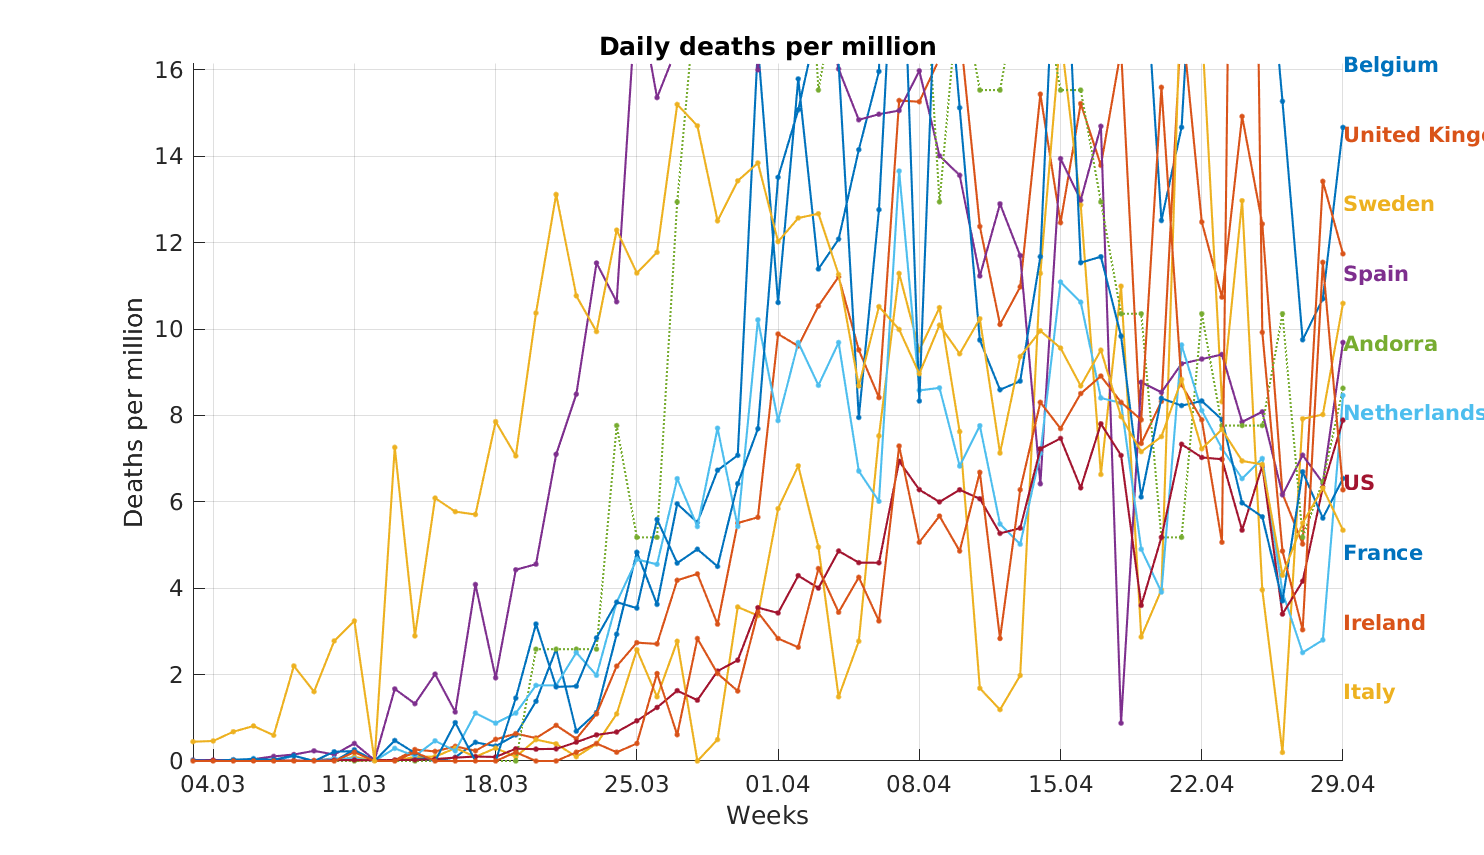 Daily deaths per million
16
14
12
10
8
6
4
2
0
Deaths per million
04.03
11.03
18.03
25.03
01.04
08.04
15.04
22.04
29.04
Weeks
Belgium
United King
Sweden
Spain
Andorra
Netherlands
US
France
Ireland
Italy